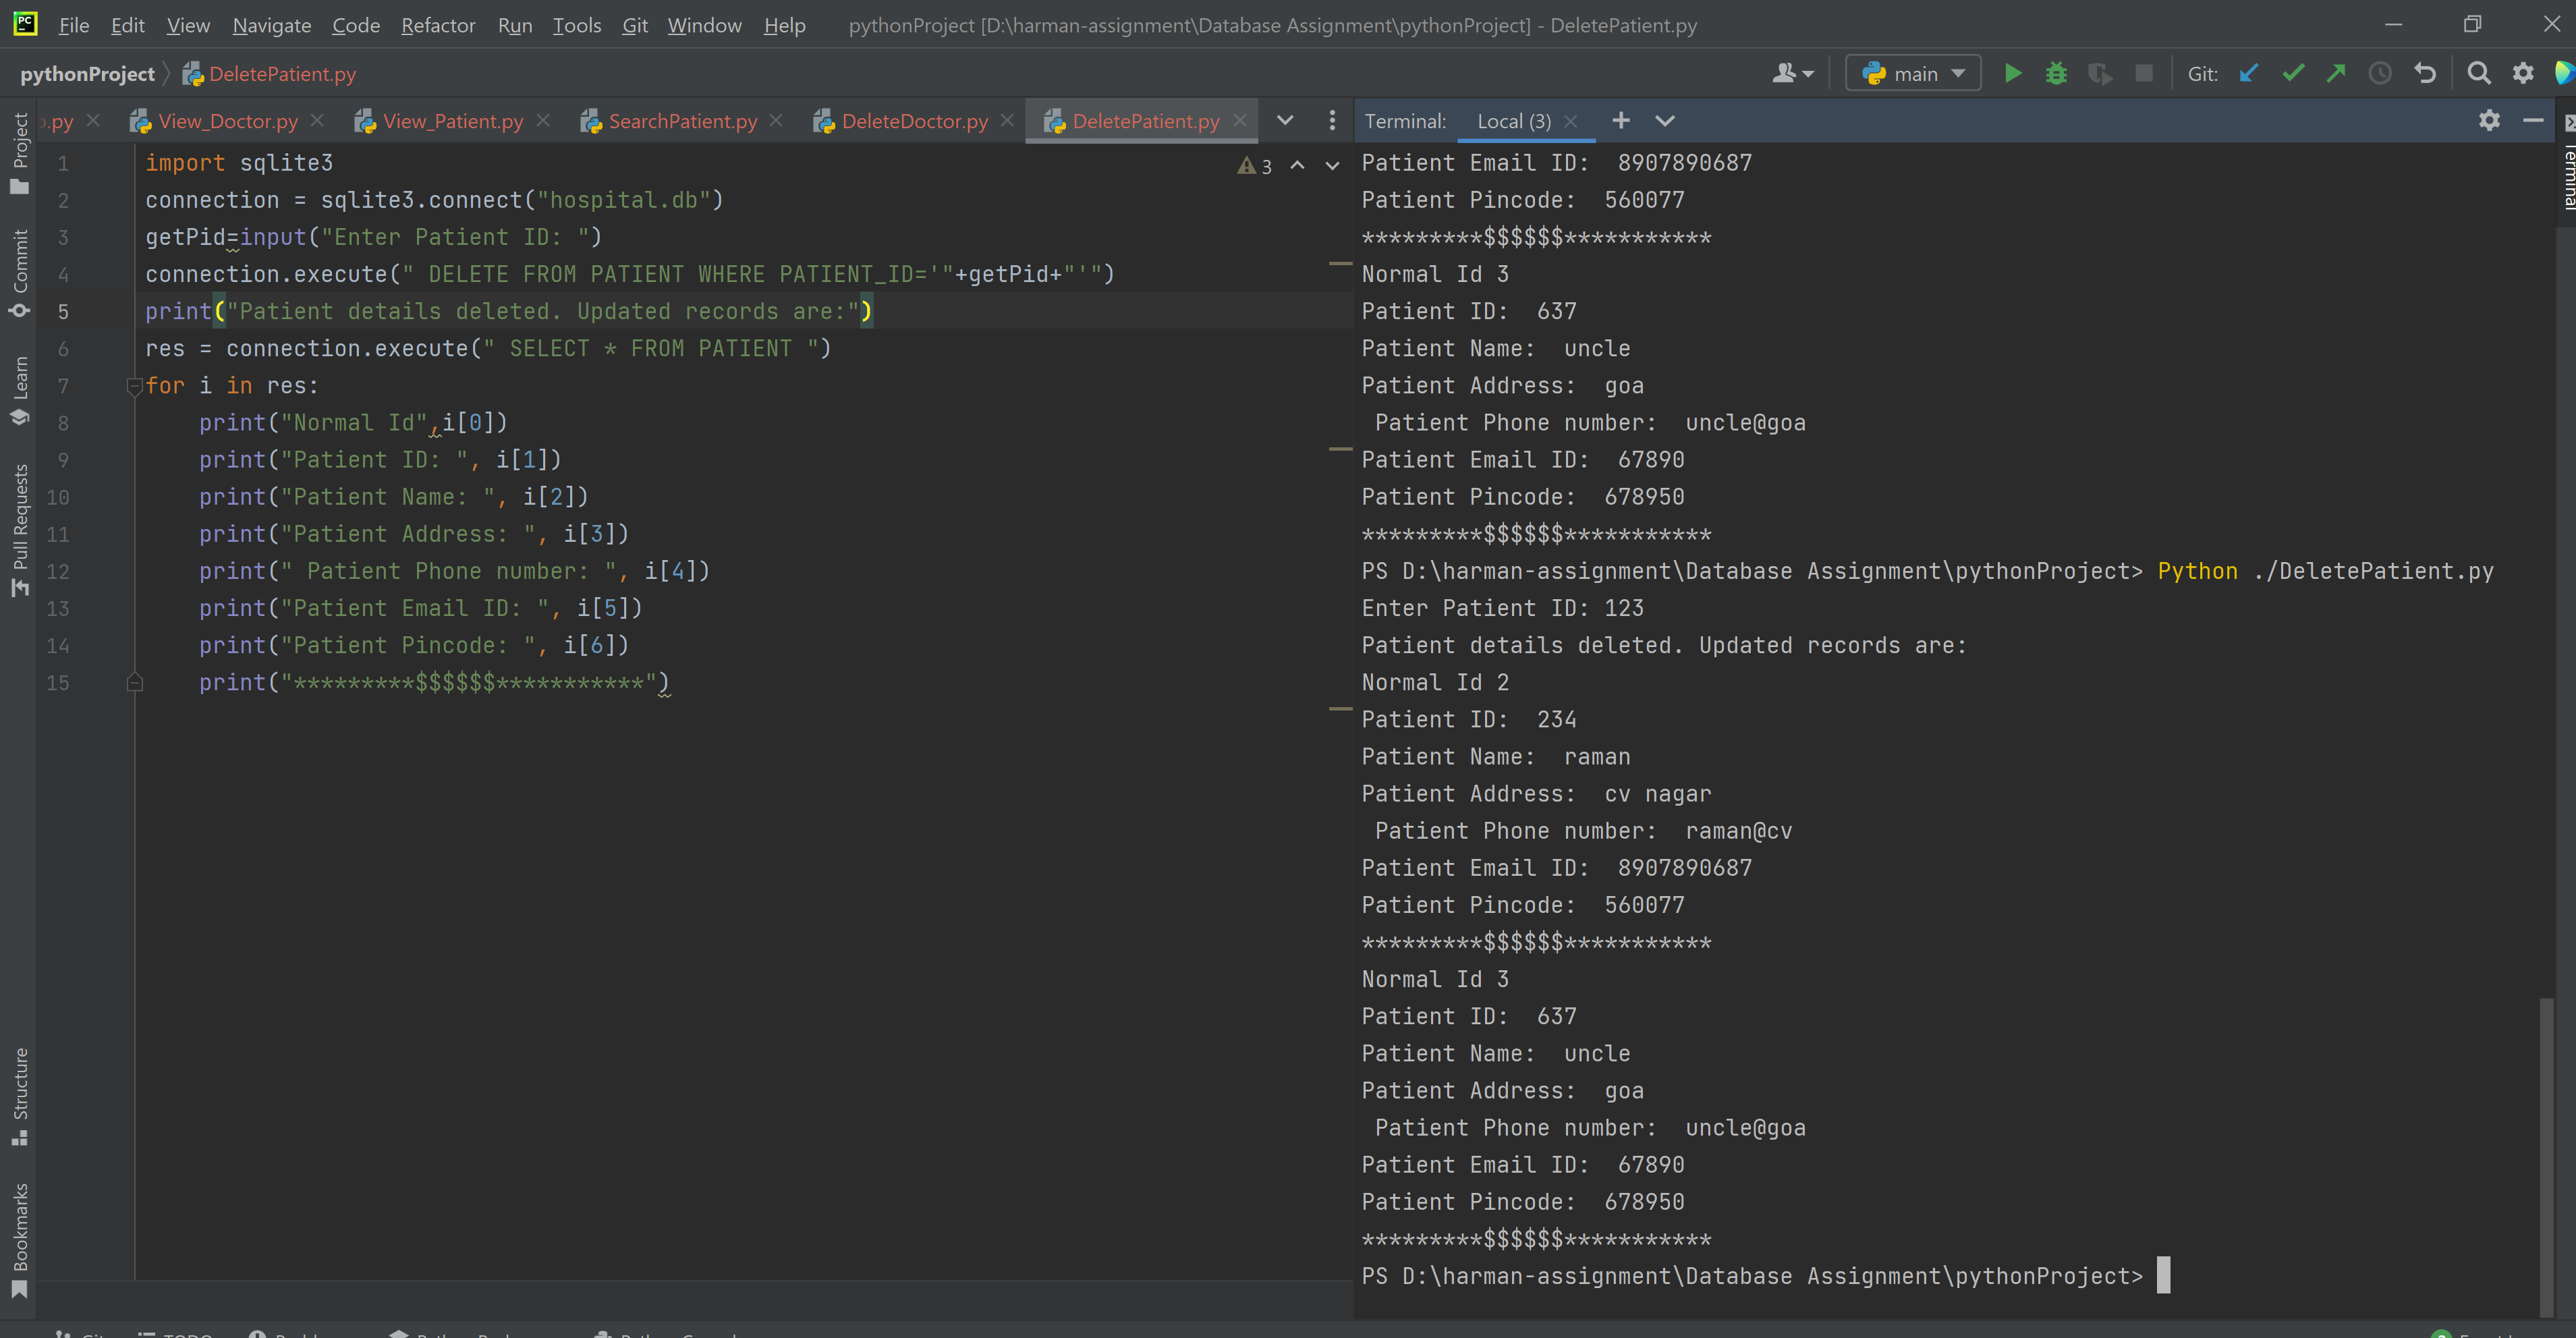 File Edit View Navigate Code Refactor Run Tools Git Window Help pythonProject [D:\harman-assignment\Database Assignment\pythonProject] - DeletePatient.py
pythonProject DeletePatient.py main Git:
.py View_Doctor.py View_Patient.py SearchPatient.py DeleteDoctor.py DeletePatient.py
3
1 import sqlite3
2 connection = sqlite3.connect("hospital.db")
3 getPid=input("Enter Patient ID: ")
4 connection.execute(" DELETE FROM PATIENT WHERE PATIENT_ID='"+getPid+"'")
5 print("Patient details deleted. Updated records are:")
6 res = connection.execute(" SELECT * FROM PATIENT ")
7 for i in res:
8 print("Normal Id",i[0])
9 print("Patient ID: ", i[1])
10 print("Patient Name: ", i[2])
11 print("Patient Address: ", i[3])
12 print(" Patient Phone number: ", i[4])
13 print("Patient Email ID: ", i[5])
14 print("Patient Pincode: ", i[6])
15 print("*********$$$$$$***********")
Terminal: Local (3)
Patient Email ID:  8907890687
Patient Pincode:  560077
*********$$$$$$***********
Normal Id 3
Patient ID:  637
Patient Name:  uncle
Patient Address:  goa
 Patient Phone number:  uncle@goa
Patient Email ID:  67890
Patient Pincode:  678950
*********$$$$$$***********
PS D:\harman-assignment\Database Assignment\pythonProject> Python ./DeletePatient.py
Enter Patient ID: 123
Patient details deleted. Updated records are:
Normal Id 2
Patient ID:  234
Patient Name:  raman
Patient Address:  cv nagar
 Patient Phone number:  raman@cv
Patient Email ID:  8907890687
Patient Pincode:  560077
*********$$$$$$***********
Normal Id 3
Patient ID:  637
Patient Name:  uncle
Patient Address:  goa
 Patient Phone number:  uncle@goa
Patient Email ID:  67890
Patient Pincode:  678950
*********$$$$$$***********
PS D:\harman-assignment\Database Assignment\pythonProject>
Project
Commit
Learn
Pull Requests
Structure
Bookmarks
Terminal